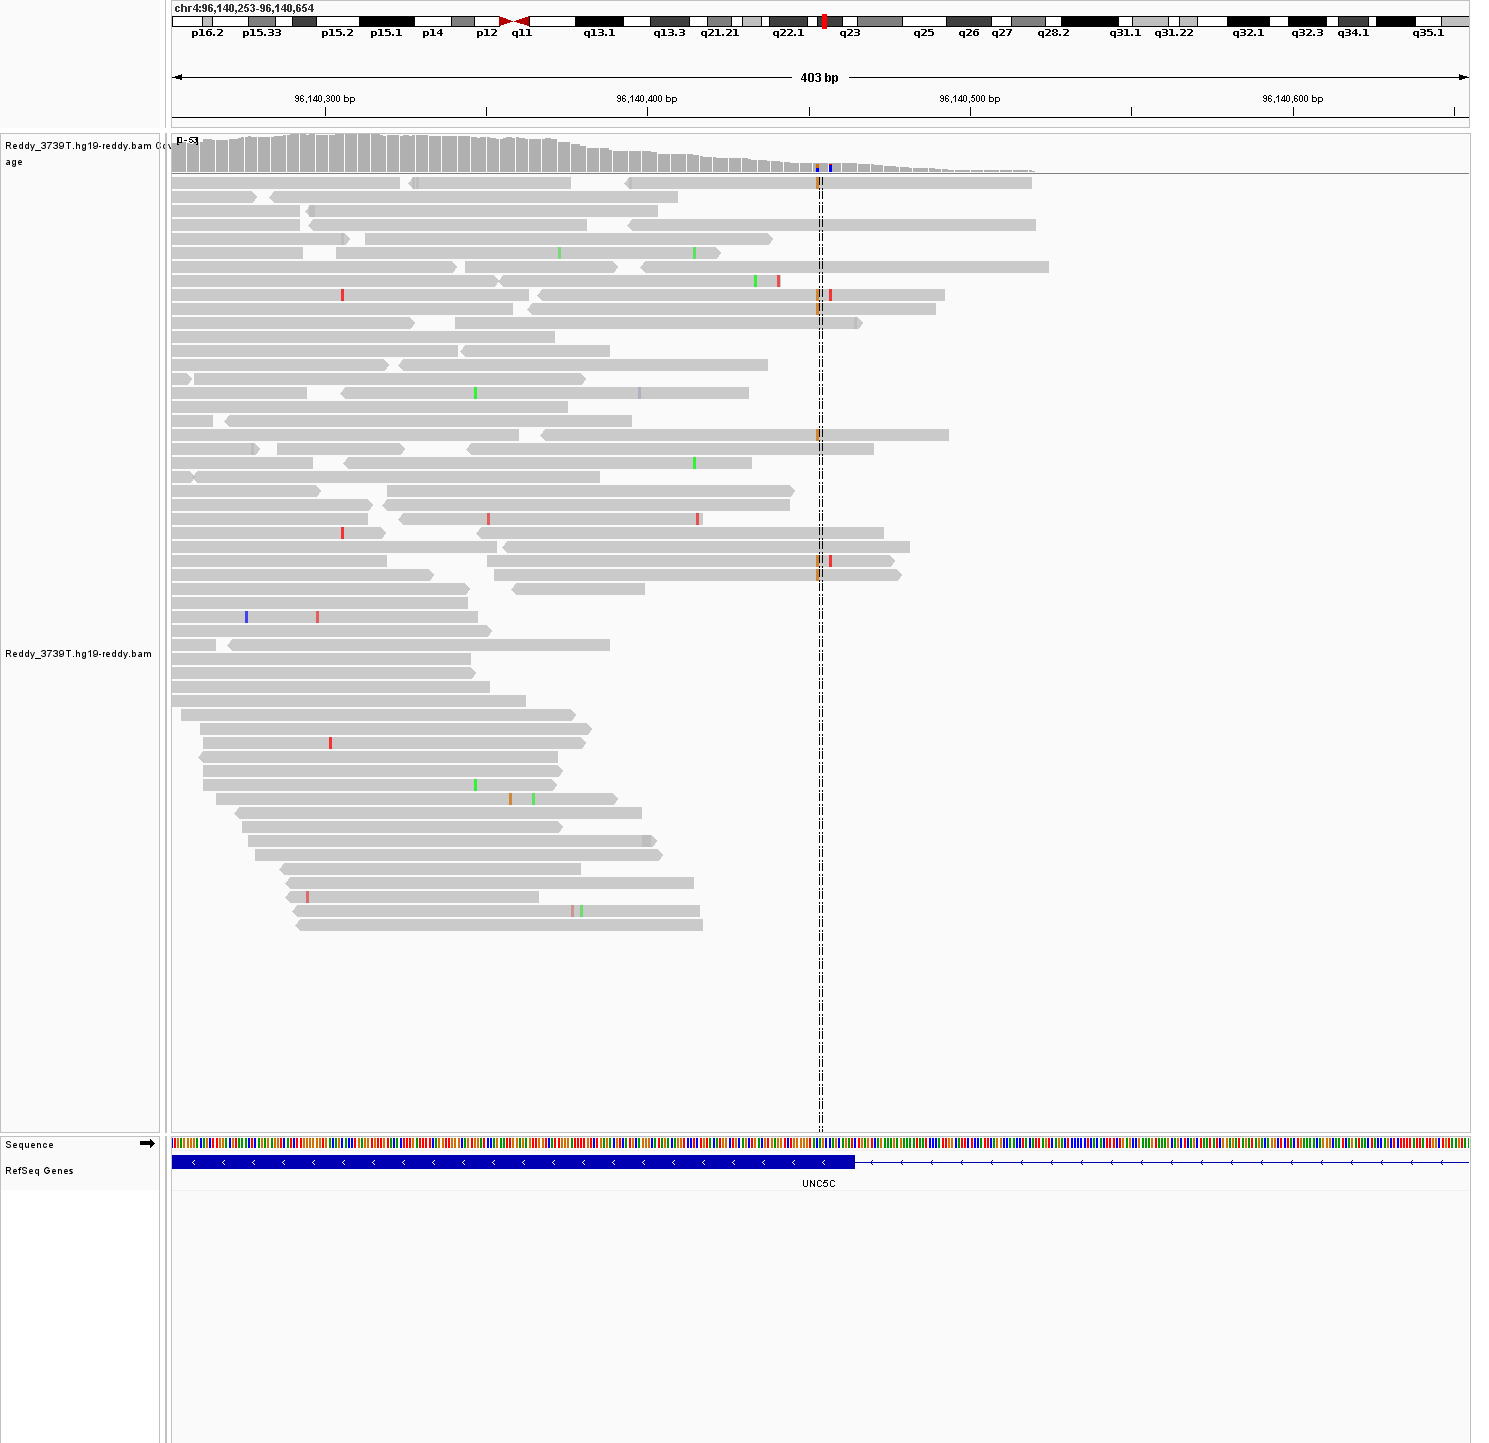 chr4:96,140,253-96,140,654
p16.2 p15.33 p15.2 p15.1 p14 p12 q11 q13.1 q13.3 q21.21 q22.1 q23 q25 q26 q27 q28.2 q31.1 q31.22 q32.1 q32.3 q34.1 q35.1
403 bp
96,140,300 bp 96,140,400 bp 96,140,500 bp 96,140,600 bp
Reddy_3739T.hg19-reddy.bam
age
Reddy_3739T.hg19-reddy.bam
Sequence
RefSeq Genes
UNC5C